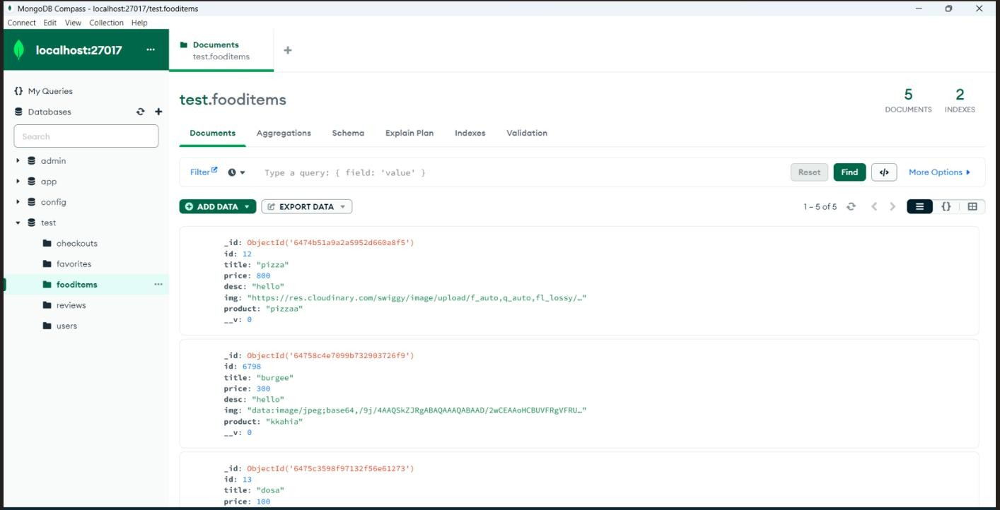 MongoDB Compass - localhost:27017/test.fooditems
Connect Edit View Collection Help
localhost:27017 ...
Documents
test.fooditems
{} My Queries
Databases
Search
admin
app
config
test
checkouts
favorites
fooditems ...
reviews
users
test.fooditems
5
DOCUMENTS
2
INDEXES
Documents Aggregations Schema Explain Plan Indexes Validation
Filter Type a query: { field: 'value' } Reset Find </> More Options
ADD DATA EXPORT DATA 1 – 5 of 5 {}
_id: ObjectId('6474b51a9a2a5952d660a8f5')
id: 12
title: "pizza"
price: 800
desc: "hello"
img: "https://res.cloudinary.com/swiggy/image/upload/f_auto,q_auto,fl_lossy/…"
product: "pizzaa"
__v: 0
_id: ObjectId('64758c4e7099b732903726f9')
id: 6798
title: "burgee"
price: 300
desc: "hello"
img: "data:image/jpeg;base64,/9j/4AAQSkZJRgABAQAAAQABAAD/2wCEAAoHCBUVFRgVFRU…"
product: "kkahia"
__v: 0
_id: ObjectId('6475c3598f97132f56e61273')
id: 13
title: "dosa"
price: 100